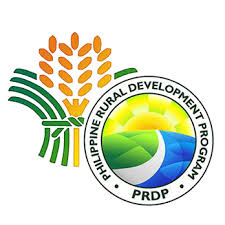 • PHILIPPINE RURAL DEVELOPMENT PROGRAM •
PRDP